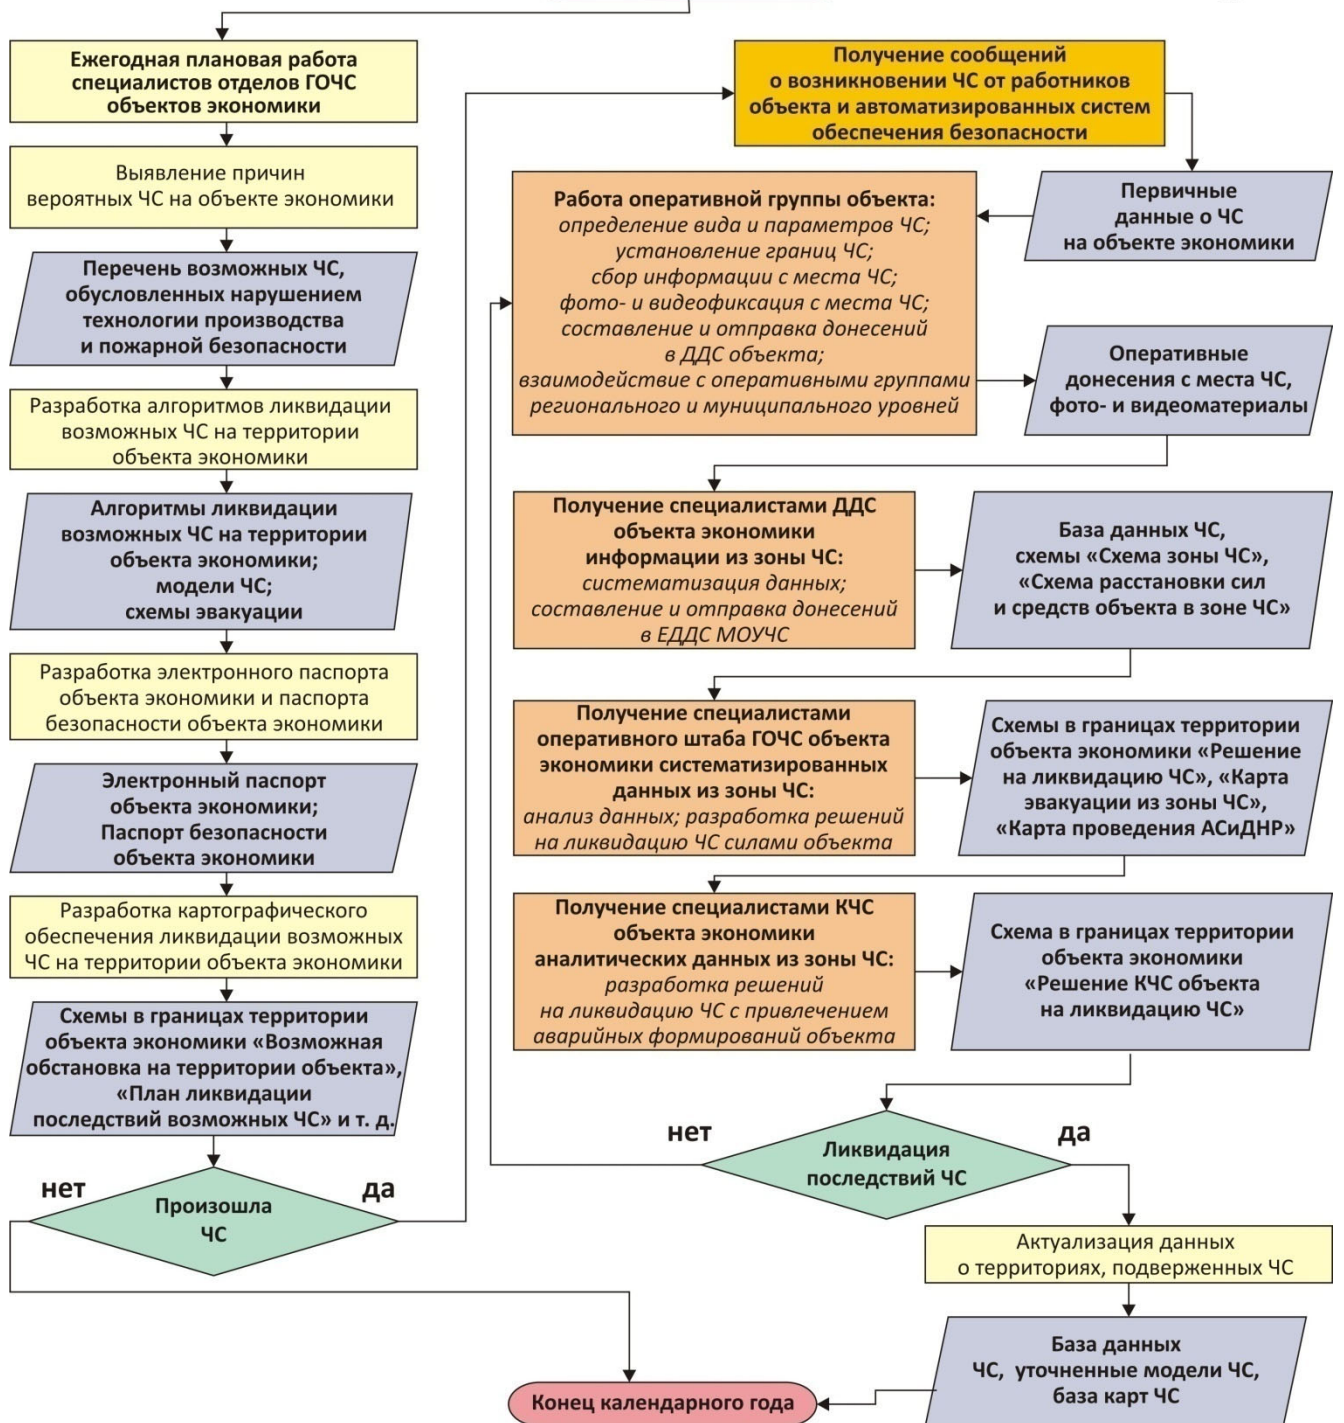 Ежегодная плановая работа
специалистов отделов ГОЧС
объектов экономики
Выявление причин
вероятных ЧС на объекте экономики
Перечень возможных ЧС,
обусловленных нарушением
технологии производства
и пожарной безопасности
Разработка алгоритмов ликвидации
возможных ЧС на территории
объекта экономики
Алгоритмы ликвидации
возможных ЧС на территории
объекта экономики;
модели ЧС;
схемы эвакуации
Разработка электронного паспорта
объекта экономики и паспорта
безопасности объекта экономики
Электронный паспорт
объекта экономики;
Паспорт безопасности
объекта экономики
Разработка картографического
обеспечения ликвидации возможных
ЧС на территории объекта экономики
Схемы в границах территории
объекта экономики «Возможная
обстановка на территории объекта»,
«План ликвидации
последствий возможных ЧС» и т. д.
нет
да
Произошла
ЧС
Получение сообщений
о возникновении ЧС от работников
объекта и автоматизированных систем
обеспечения безопасности
Первичные
данные о ЧС
на объекте экономики
Работа оперативной группы объекта:
определение вида и параметров ЧС;
установление границ ЧС;
сбор информации с места ЧС;
фото- и видеофиксация с места ЧС;
составление и отправка донесений
в ДДС объекта;
взаимодействие с оперативными группами
регионального и муниципального уровней
Оперативные
донесения с места ЧС,
фото- и видеоматериалы
Получение специалистами ДДС
объекта экономики
информации из зоны ЧС:
систематизация данных;
составление и отправка донесений
в ЕДДС МОУЧС
База данных ЧС,
схемы «Схема зоны ЧС»,
«Схема расстановки сил
и средств объекта в зоне ЧС»
Получение специалистами
оперативного штаба ГОЧС объекта
экономики систематизированных
данных из зоны ЧС:
анализ данных; разработка решений
на ликвидацию ЧС силами объекта
Схемы в границах территории
объекта экономики «Решение
на ликвидацию ЧС», «Карта
эвакуации из зоны ЧС»,
«Карта проведения АСиДНР»
Получение специалистами КЧС
объекта экономики
аналитических данных из зоны ЧС:
разработка решений
на ликвидацию ЧС с привлечением
аварийных формирований объекта
Схема в границах территории
объекта экономики
«Решение КЧС объекта
на ликвидацию ЧС»
нет
да
Ликвидация
последствий ЧС
Актуализация данных
о территориях, подверженных ЧС
База данных
ЧС, уточненные модели ЧС,
база карт ЧС
Конец календарного года